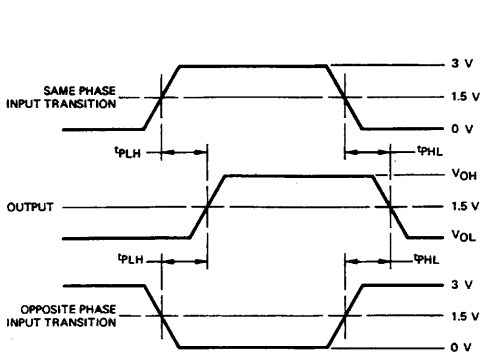 3 V
SAME PHASE
INPUT TRANSITION
1.5 V
0 V
tPLH
tPHL
VOH
OUTPUT
1.5 V
VOL
tPLH
tPHL
3 V
OPPOSITE PHASE
INPUT TRANSITION
1.5 V
0 V